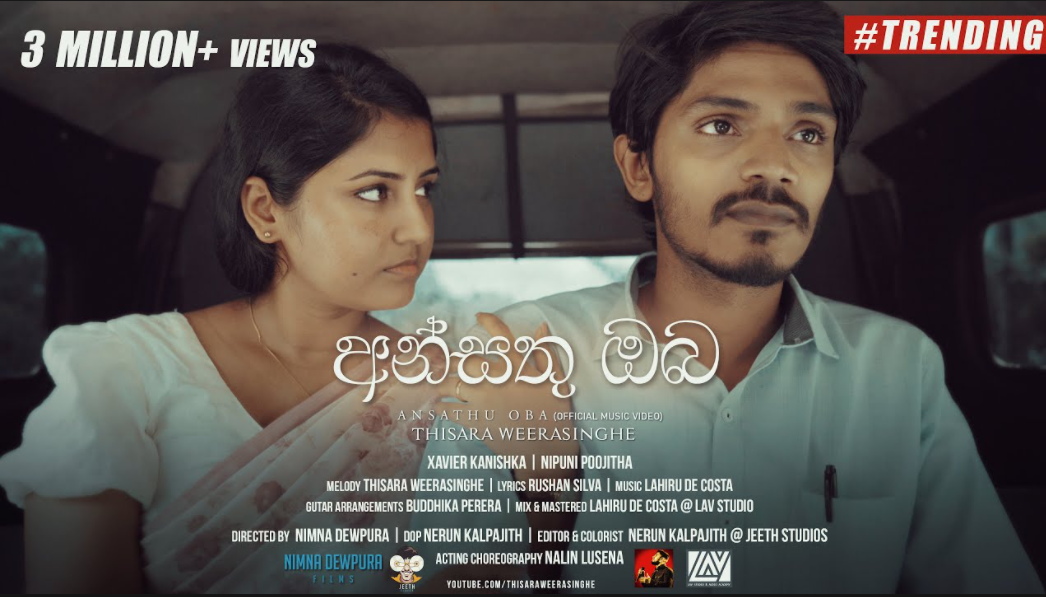 3 MILLION+ VIEWS
#TRENDING
අන්සතු ඔබ
ANSATHU OBA (OFFICIAL MUSIC VIDEO)
THISARA WEERASINGHE
XAVIER KANISHKA | NIPUNI POOJITHA
MELODY THISARA WEERASINGHE | LYRICS RUSHAN SILVA | MUSIC LAHIRU DE COSTA
GUTAR ARRANGEMENTS BUDDHIKA PERERA | MIX & MASTERED LAHIRU DE COSTA @ LAV STUDIO
DIRECTED BY NIMNA DEWPURA | DOP NERUN KALPAJITH | EDITOR & COLORIST NERUN KALPAJITH @ JEETH STUDIOS
NIMNA DEWPURA
FILMS
JEETH
ACTING CHOREOGRAPHY NALIN LUSENA
YOUTUBE.COM/THISARAWEERASINGHE
LAV